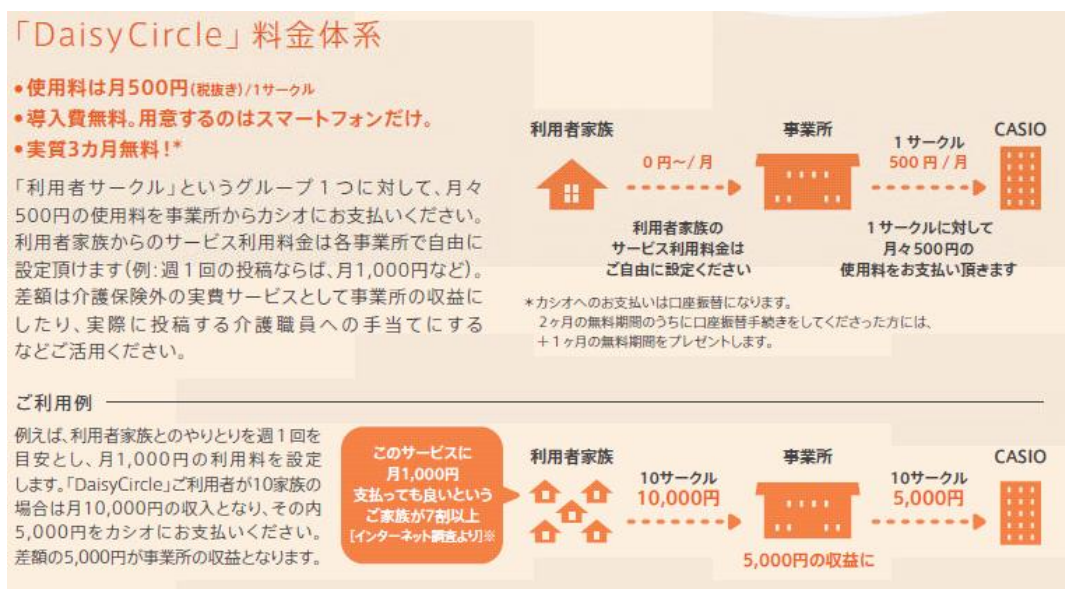 「DaisyCircle」料金体系
•使用料は月500円(税抜き)/1サークル
•導入費無料。用意するのはスマートフォンだけ。
•実質3カ月無料！*
「利用者サークル」というグループ1つに対して、月々
500円の使用料を事業所からカシオにお支払いください。
利用者家族からのサービス利用料金は各事業所で自由に
設定頂けます(例:週1回の投稿ならば、月1,000円など)。
差額は介護保険外の実費サービスとして事業所の収益に
したり、実際に投稿する介護職員への手当てにする
などご活用ください。
利用者家族
0円～/月
事業所
1サークル
500円/月
CASIO
利用者家族の
サービス利用料金は
ご自由に設定ください
1サークルに対して
月々500円の
使用料をお支払い頂きます
*カシオへのお支払いは口座振替になります。
2ヶ月の無料期間のうちに口座振替手続きをしてくださった方には、
+1ヶ月の無料期間をプレゼントします。
ご利用例
例えば、利用者家族とのやりとりを週1回を
目安とし、月1,000円の利用料を設定
します。「DaisyCircle」ご利用者が10家族の
場合は月10,000円の収入となり、その内
5,000円をカシオにお支払いください。
差額の5,000円が事業所の収益となります。
このサービスに
月1,000円
支払っても良いという
ご家族が7割以上
[インターネット調査より]※
利用者家族
10サークル
10,000円
事業所
5,000円の収益に
10サークル
5,000円
CASIO